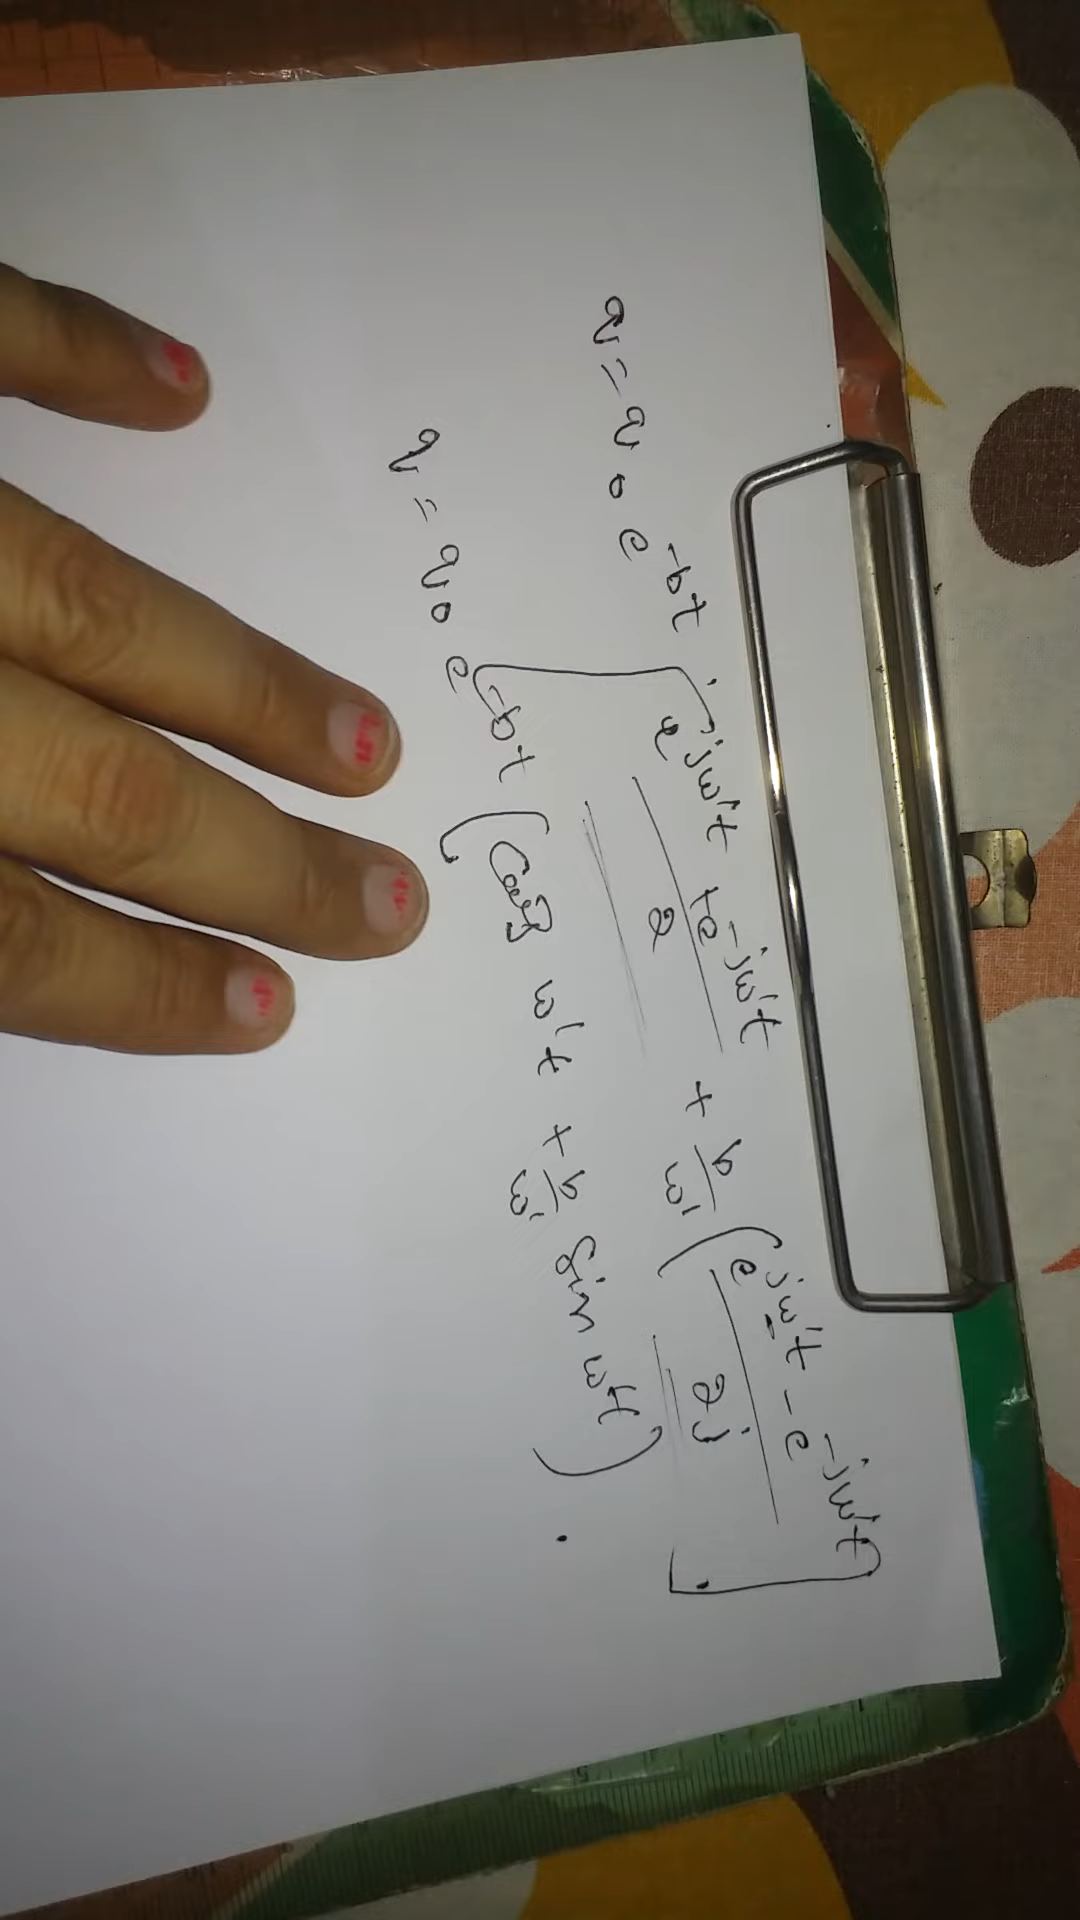 q = q₀ e^{-bt} [ (e^{jω't} + e^{-jω't})/2 + b/ω' ( (e^{jω't} - e^{-jω't})/2j ]
q = q₀ e^{-bt} ( Cos ω't + b/ω' Sin ω't ) .